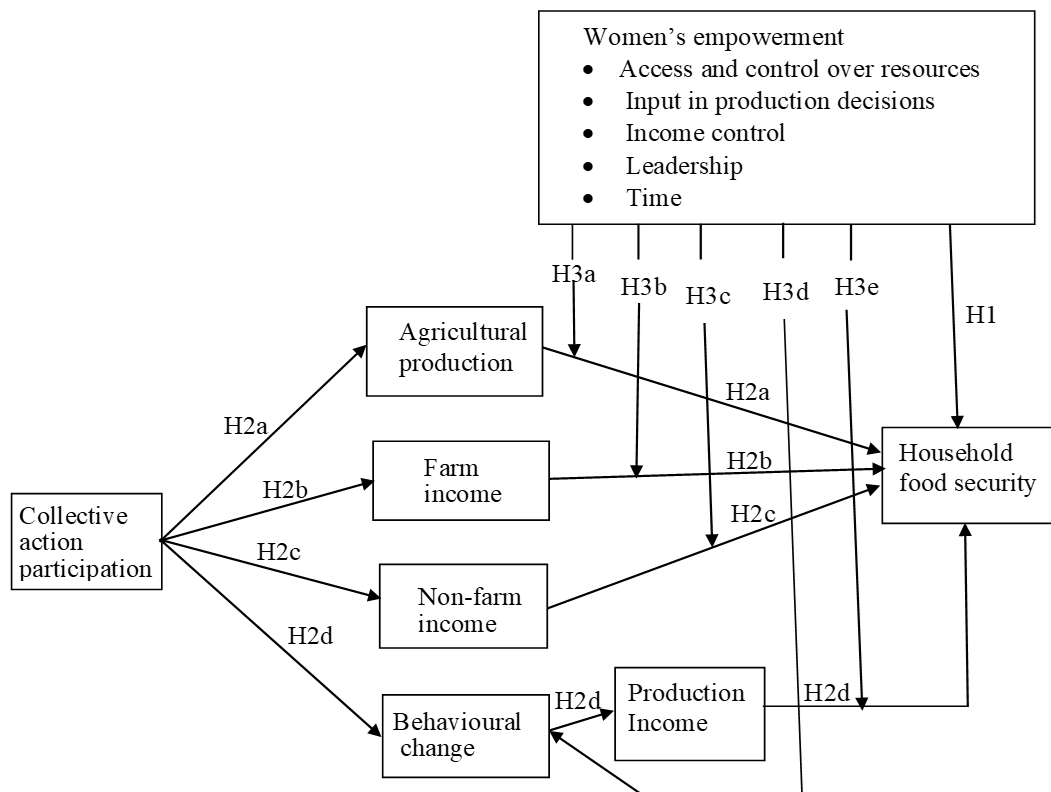 Women’s empowerment
• Access and control over resources
• Input in production decisions
• Income control
• Leadership
• Time
H3a
H3b
H3c
H3d
H3e
H1
Agricultural
production
H2a
H2a
Farm
income
H2b
H2b
Household
food security
Collective
action
participation
H2c
H2c
Non-farm
income
H2d
Behavioural
change
H2d
Production
Income
H2d